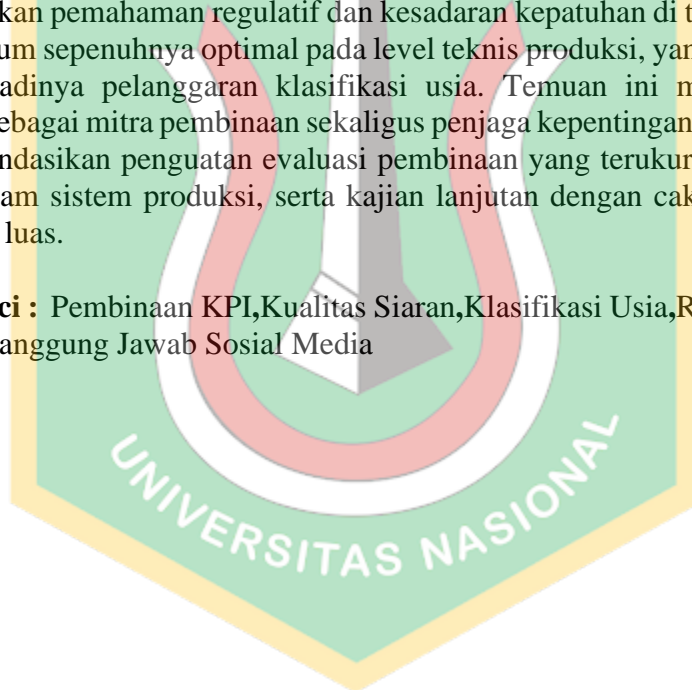 kan pemahaman regulatif dan kesadaran kepatuhan di t
um sepenuhnya optimal pada level teknis produksi, yan
adinya pelanggaran klasifikasi usia. Temuan ini m
ebagai mitra pembinaan sekaligus penjaga kepentingan
ndasikan penguatan evaluasi pembinaan yang terukur
am sistem produksi, serta kajian lanjutan dengan cak
luas.
ci : Pembinaan KPI,Kualitas Siaran,Klasifikasi Usia,R
anggung Jawab Sosial Media
UNIVERSITAS NASIONAL